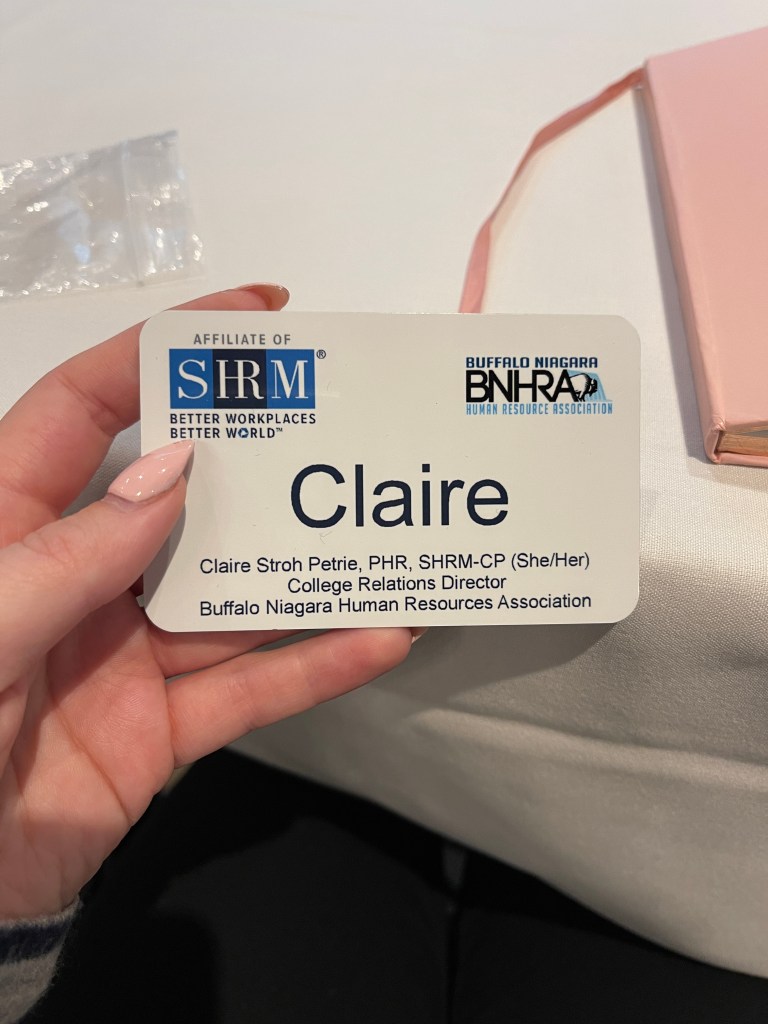 AFFILIATE OF
SHRM®
BETTER WORKPLACES
BETTER WORLD™
BUFFALO NIAGARA
BNHRA
HUMAN RESOURCE ASSOCIATION
Claire
Claire Stroh Petrie, PHR, SHRM-CP (She/Her)
College Relations Director
Buffalo Niagara Human Resources Association